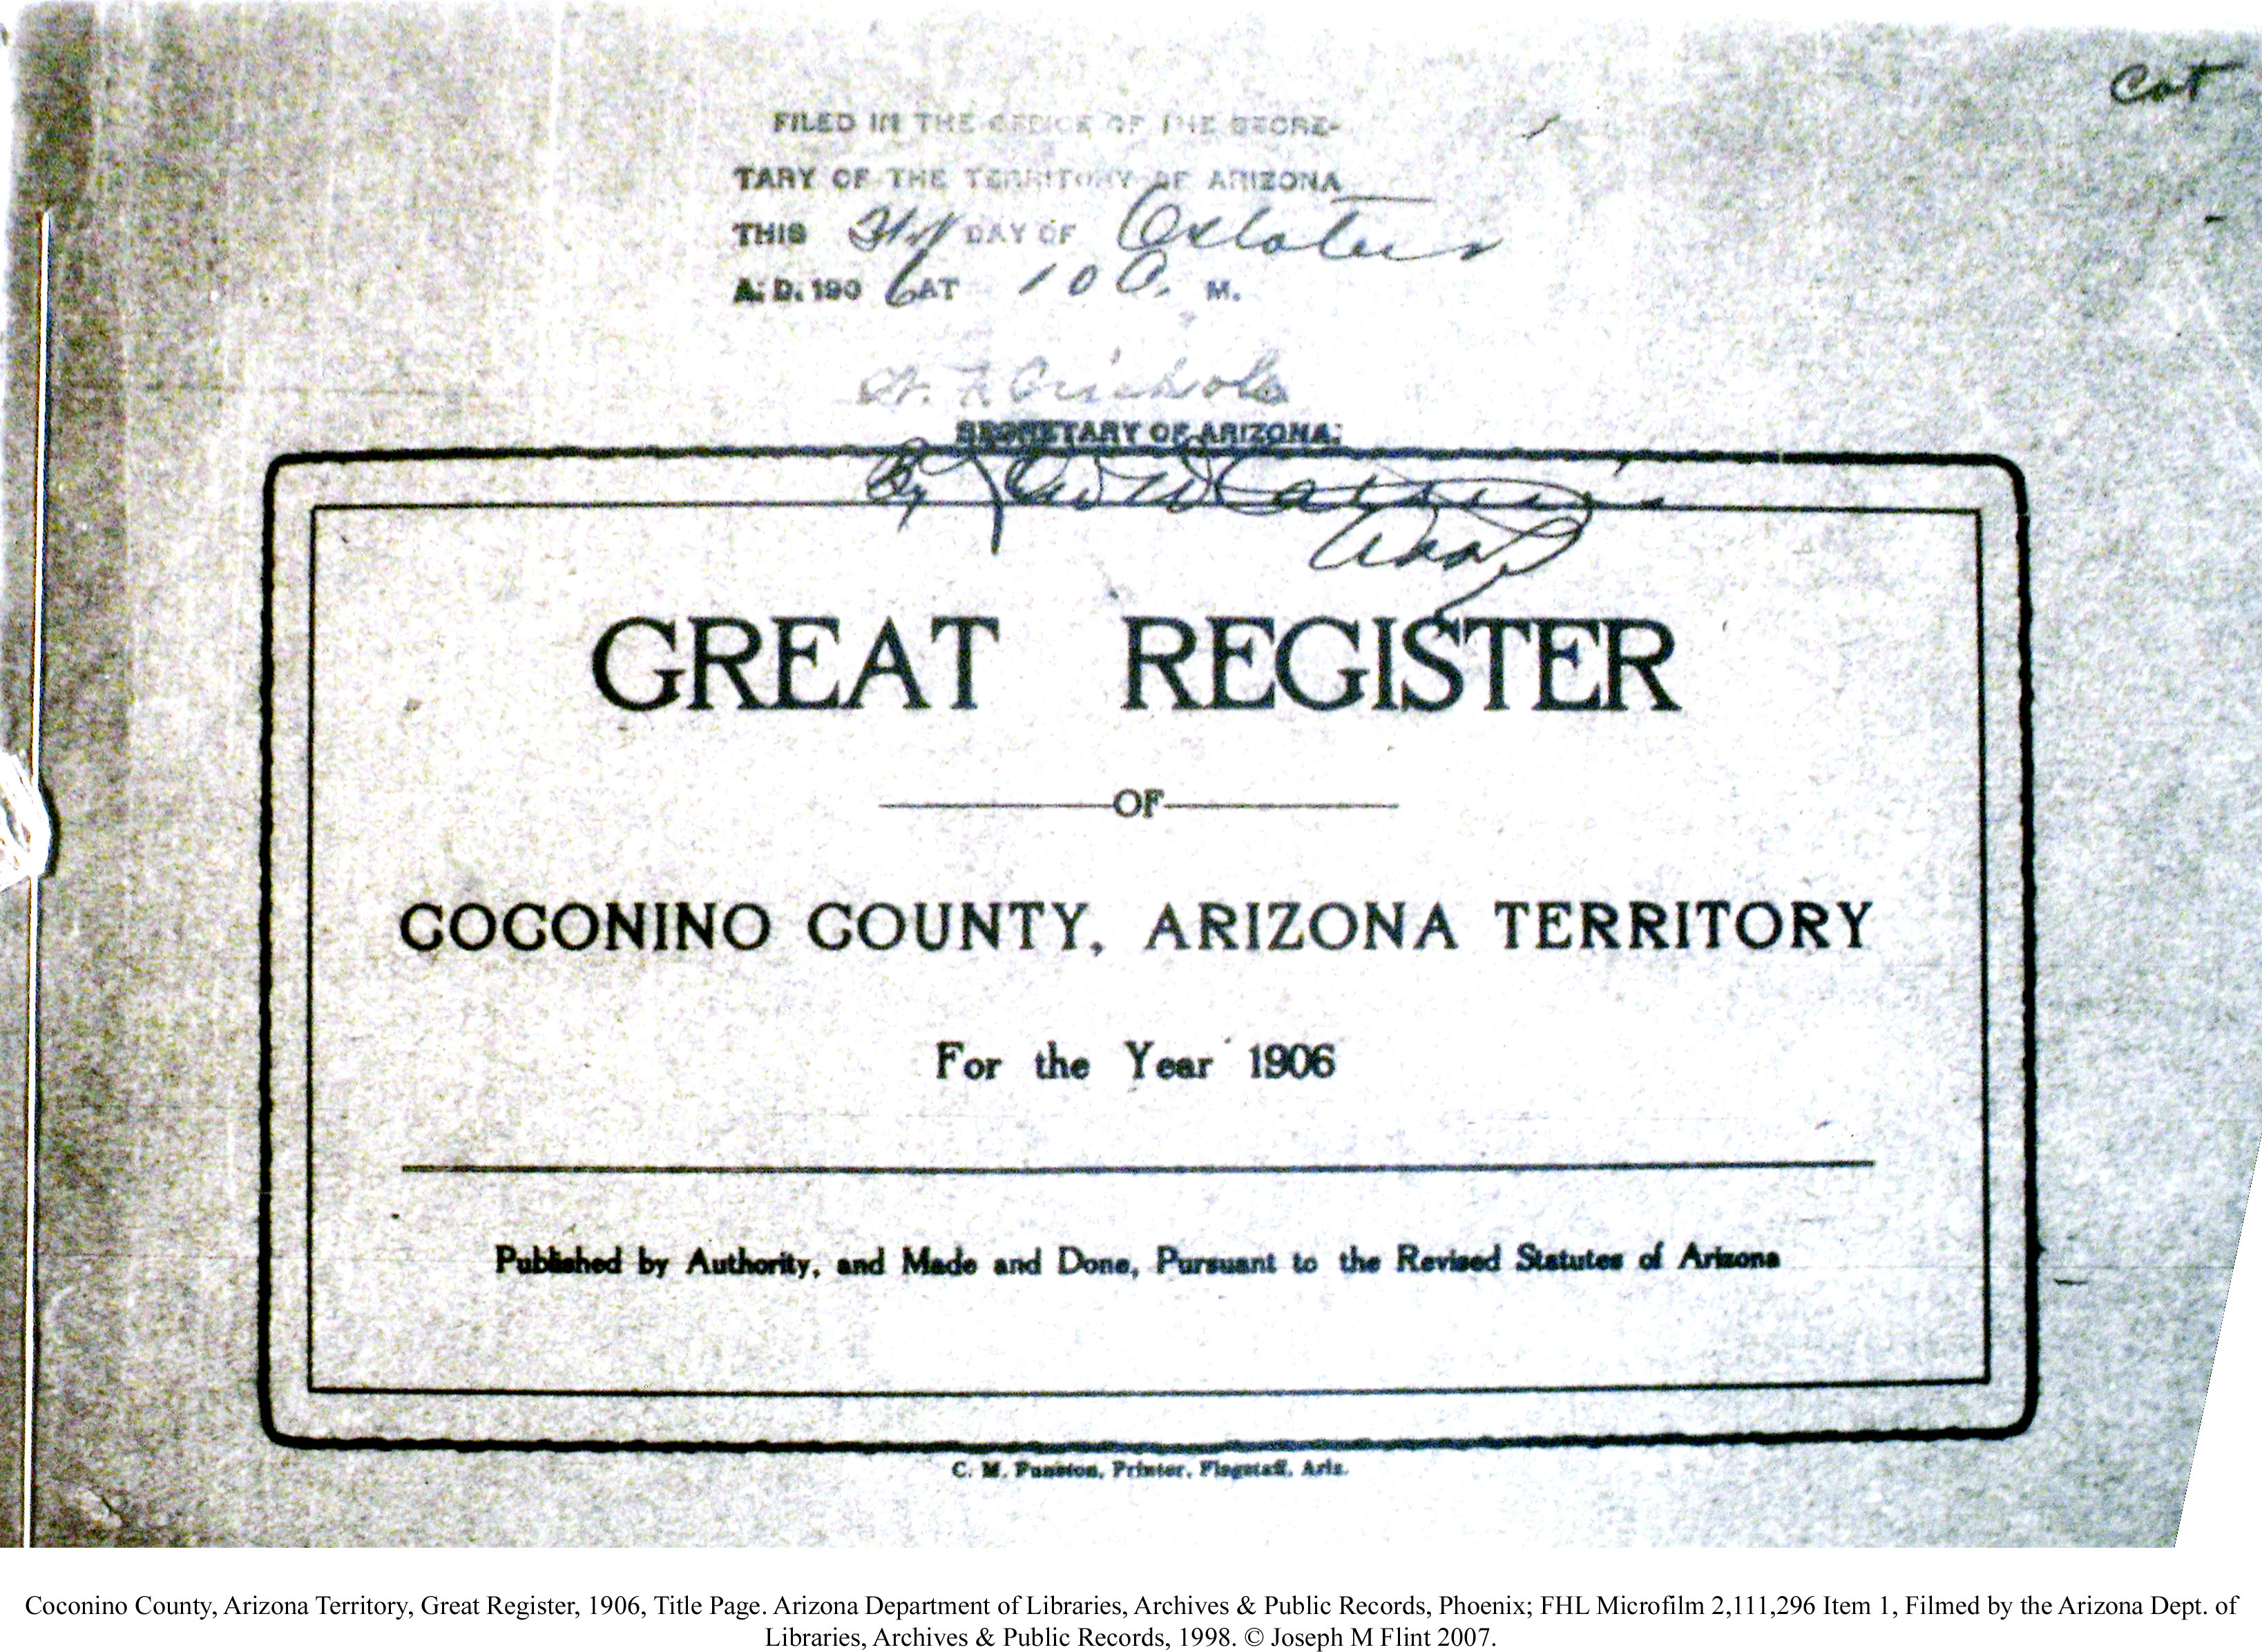 Cat
FILED IN THE OFFICE OF THE SECRE-
TARY OF THE TERRITORY OF ARIZONA
THIS DAY OF October
A. D. 1906 AT 10 A. M.
Nichols
SECRETARY OF ARIZONA.
By
GREAT REGISTER
OF
COCONINO COUNTY, ARIZONA TERRITORY
For the Year 1906
Published by Authority, and Made and Done, Pursuant to the Revised Statutes of Arizona
C. M. Funston, Printer, Flagstaff, Ariz.
Coconino County, Arizona Territory, Great Register, 1906, Title Page. Arizona Department of Libraries, Archives & Public Records, Phoenix; FHL Microfilm 2,111,296 Item 1, Filmed by the Arizona Dept. of
Libraries, Archives & Public Records, 1998. © Joseph M Flint 2007.